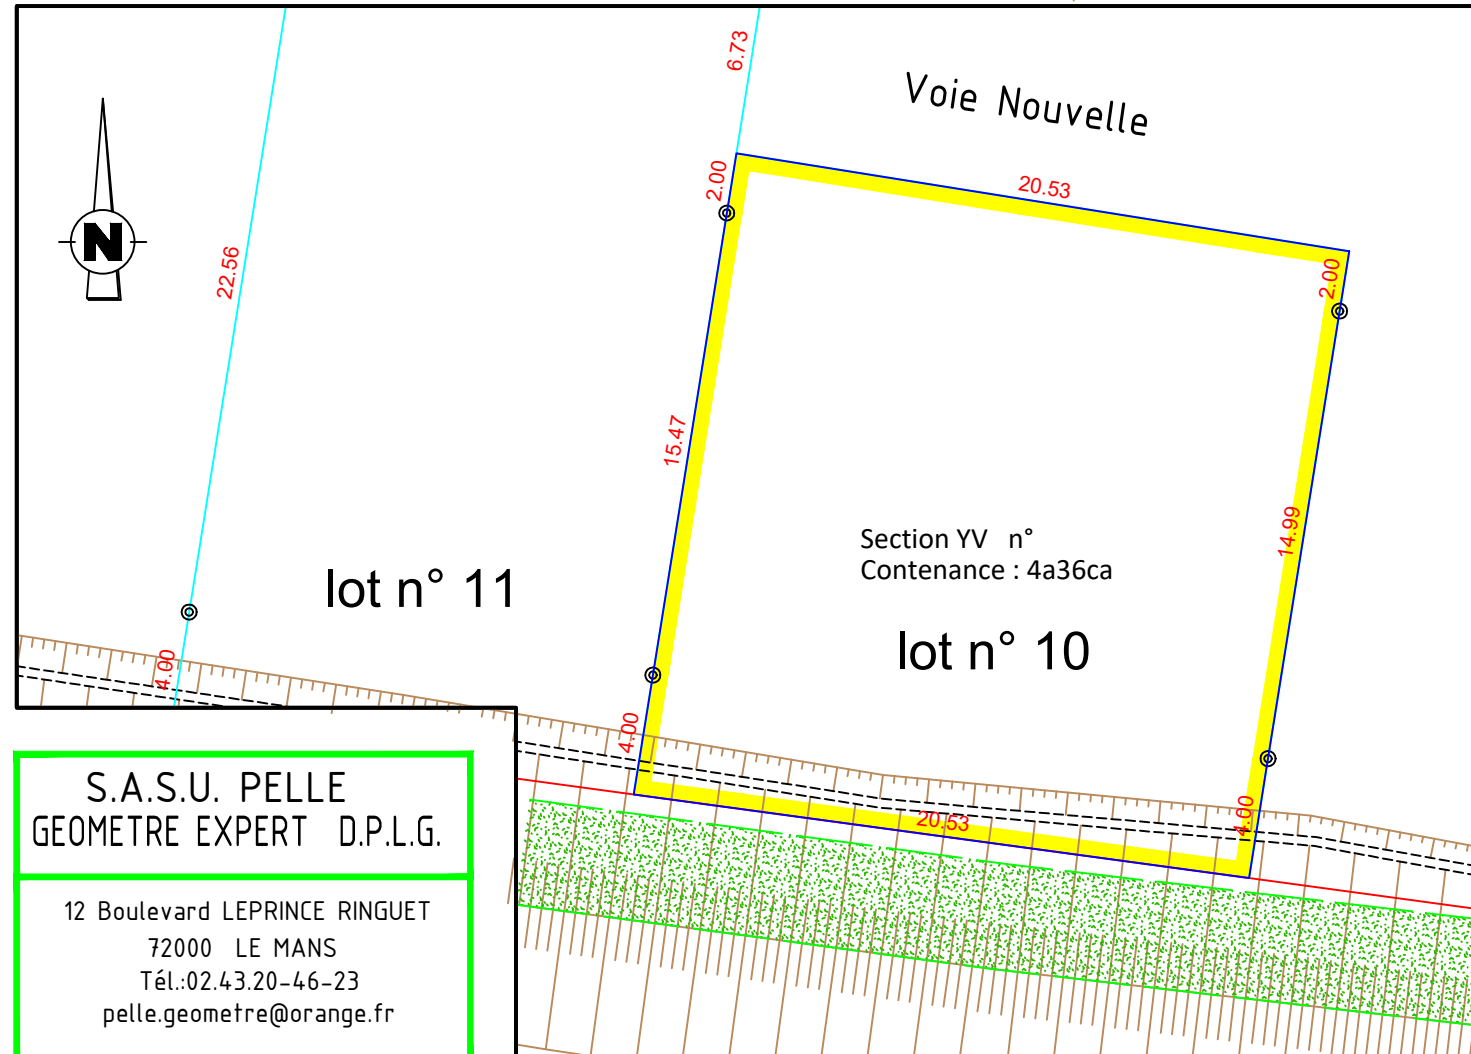 6.73
Voie Nouvelle
2.00
20.53
N
22.56
2.00
15.47
14.99
Section YV n°
Contenance : 4a36ca
lot n° 11
lot n° 10
4.00
4.00
4.00
20.53
S.A.S.U. PELLE
GEOMETRE EXPERT D.P.L.G.
12 Boulevard LEPRINCE RINGUET
72000 LE MANS
Tél.:02.43.20-46-23
pelle.geometre@orange.fr